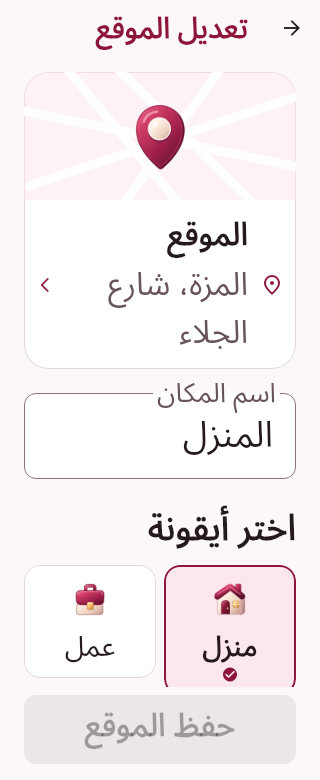 تعديل الموقع
الموقع
المزة، شارع
الجلاء
اسم المكان
المنزل
اختر أيقونة
منزل
عمل
حفظ الموقع